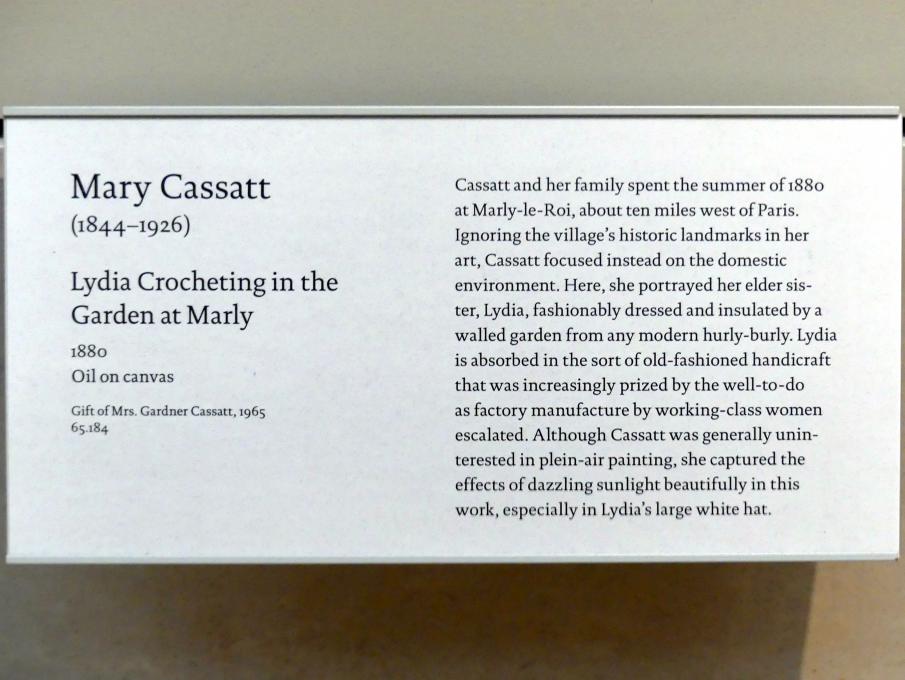 Mary Cassatt
(1844–1926)
Lydia Crocheting in the
Garden at Marly
1880
Oil on canvas
Gift of Mrs. Gardner Cassatt, 1965
65.184
Cassatt and her family spent the summer of 1880
at Marly-le-Roi, about ten miles west of Paris.
Ignoring the village’s historic landmarks in her
art, Cassatt focused instead on the domestic
environment. Here, she portrayed her elder sis-
ter, Lydia, fashionably dressed and insulated by a
walled garden from any modern hurly-burly. Lydia
is absorbed in the sort of old-fashioned handicraft
that was increasingly prized by the well-to-do
as factory manufacture by working-class women
escalated. Although Cassatt was generally unin-
terested in plein-air painting, she captured the
effects of dazzling sunlight beautifully in this
work, especially in Lydia’s large white hat.